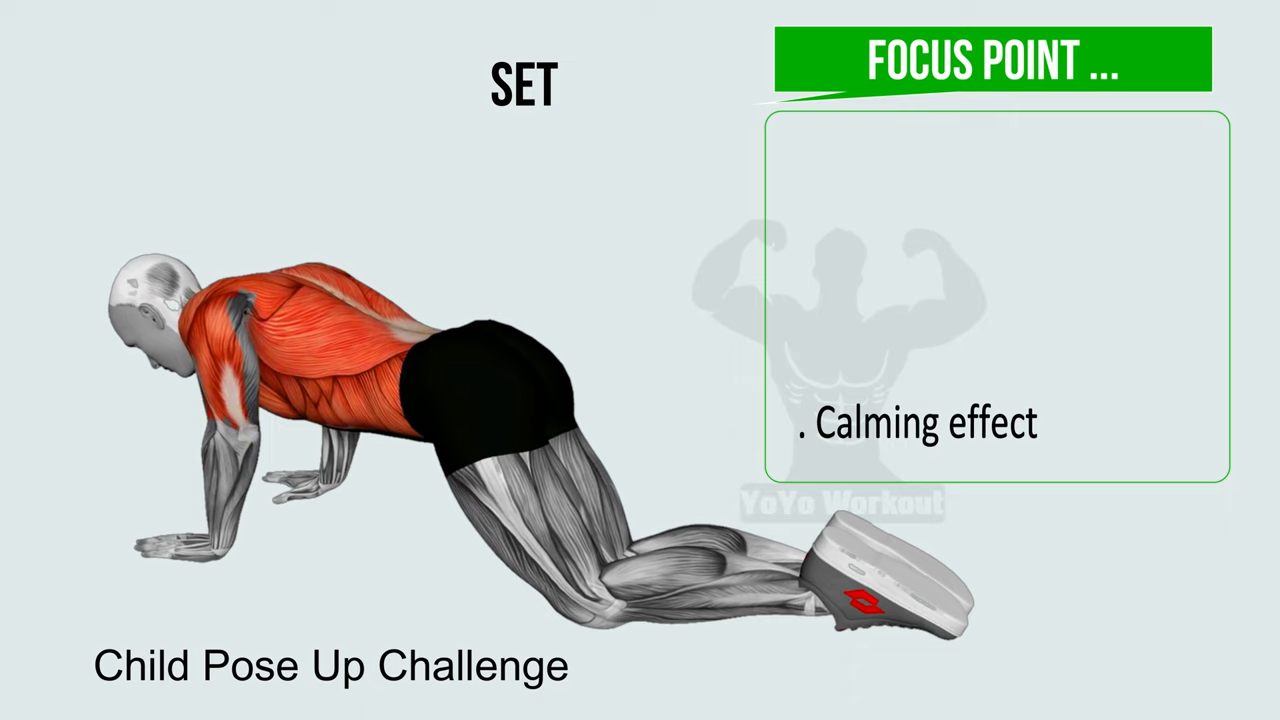 SET
FOCUS POINT ...
. Calming effect
YoYo Workout
Child Pose Up Challenge